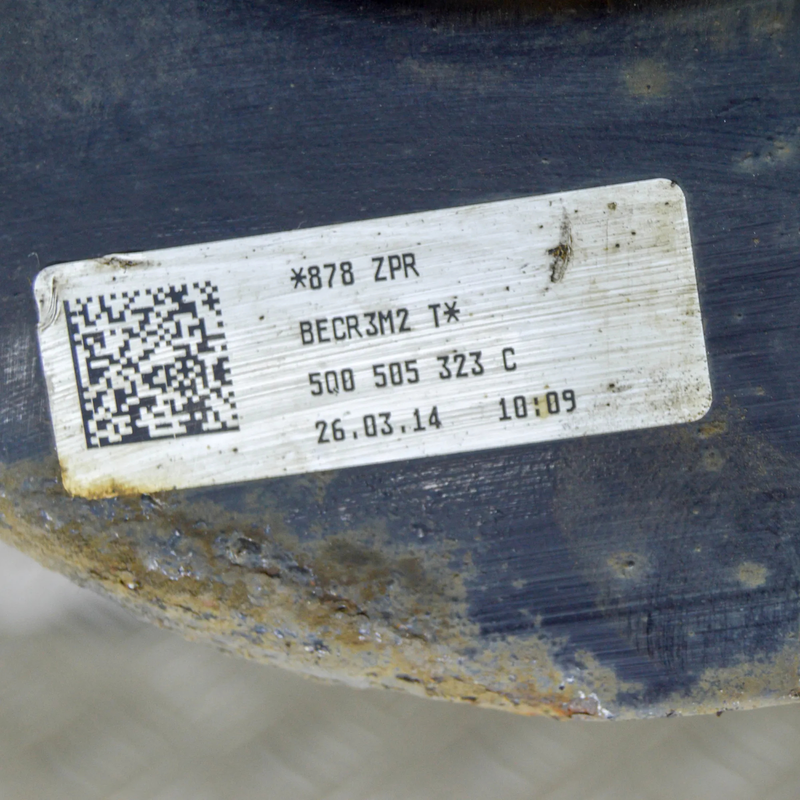 *878 ZPR
BECR3M2 T*
5Q0 505 323 C
26.03.14 10:09